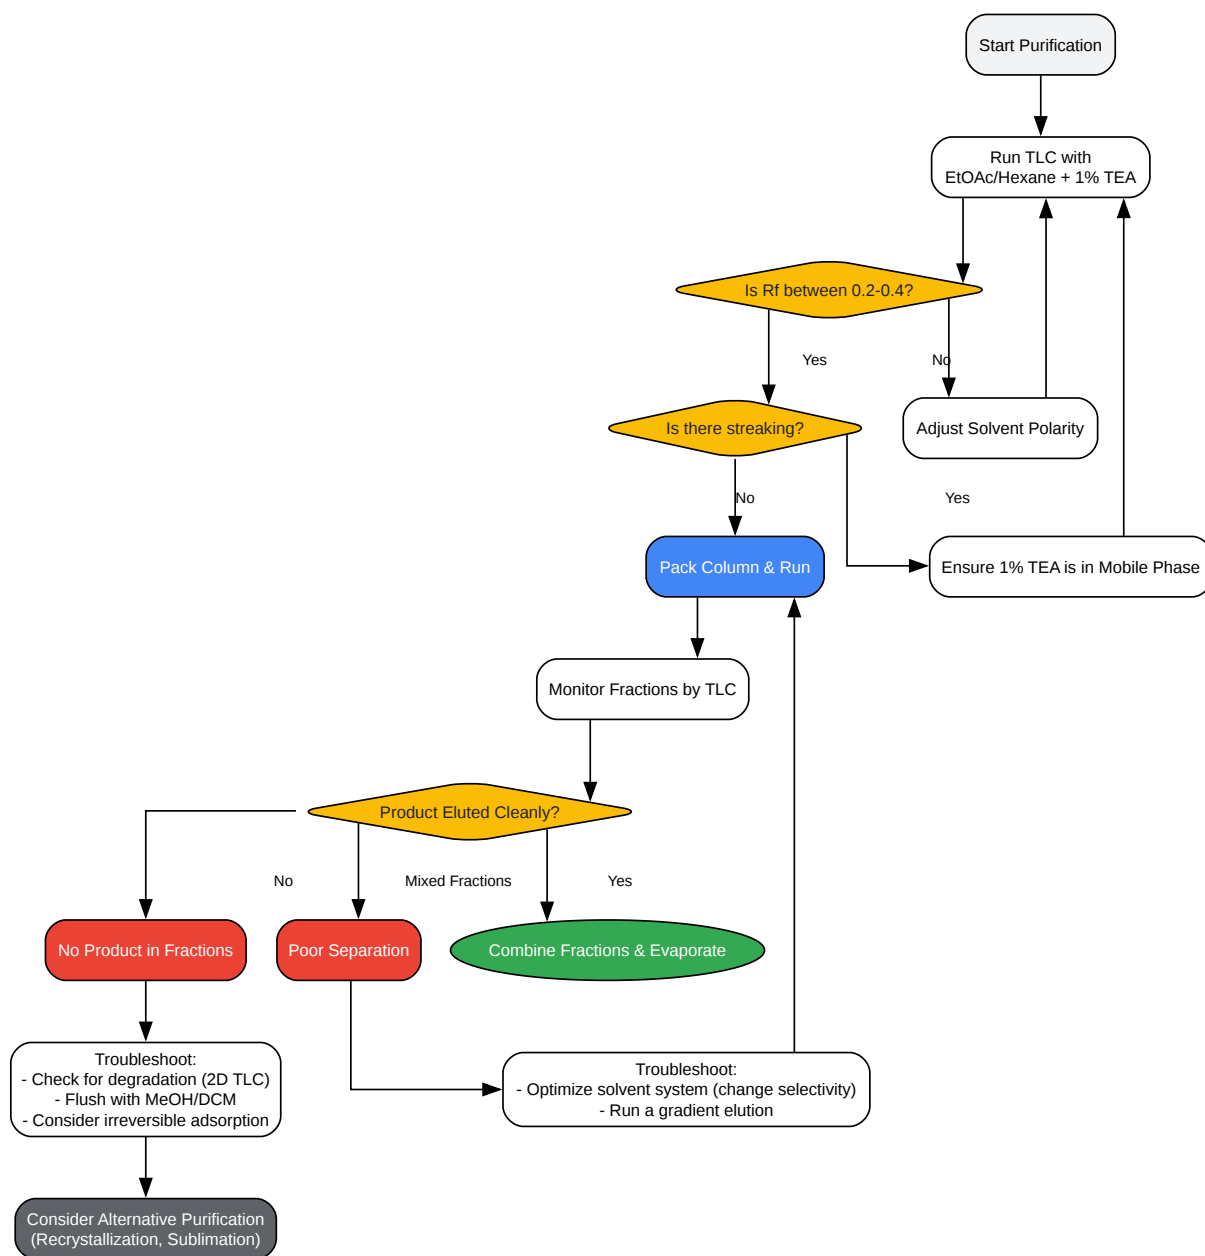 Start Purification
Run TLC with
EtOAc/Hexane + 1% TEA
Is Rf between 0.2-0.4?
Yes
No
Is there streaking?
Adjust Solvent Polarity
No
Yes
Pack Column & Run
Ensure 1% TEA is in Mobile Phase
Monitor Fractions by TLC
Product Eluted Cleanly?
No
Mixed Fractions
Yes
No Product in Fractions
Poor Separation
Combine Fractions & Evaporate
Troubleshoot:
- Check for degradation (2D TLC)
- Flush with MeOH/DCM
- Consider irreversible adsorption
Troubleshoot:
- Optimize solvent system (change selectivity)
- Run a gradient elution
Consider Alternative Purification
(Recrystallization, Sublimation)